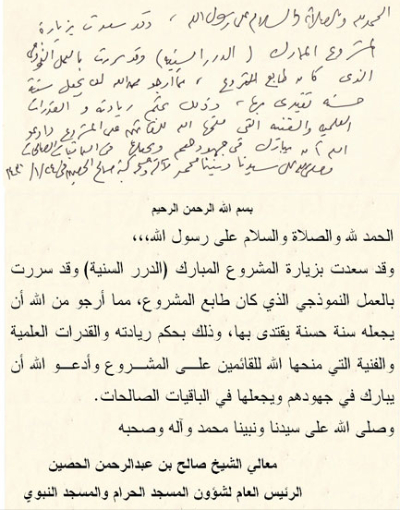 الحمد لله والصلاة والسلام على رسول الله ، وقد سعدت بزيارة
المشروع المبارك ( الدرر السنية ) وقد سررت بالعمل النموذجي
الذي كان طابع المشروع ، مما أرجو من الله أن يجعله سنة
حسنة يقتدى بها ، وذلك بحكم ريادته والقدرات
العلمية والفنية التي منحها الله للقائمين على المشروع وأدعو
الله أن يبارك في جهودهم ويجعلها في الباقيات الصالحات
وصلى الله على سيدنا ونبينا محمد وآله وصحبه صالح الحصين
بسم الله الرحمن الرحيم
الحمد لله والصلاة والسلام على رسول الله،،،
وقد سعدت بزيارة المشروع المبارك (الدرر السنية) وقد سررت
بالعمل النموذجي الذي كان طابع المشروع، مما أرجو من الله أن
يجعله سنة حسنة يقتدى بها، وذلك بحكم ريادته والقدرات العلمية
والفنية التي منحها الله للقائمين علـــى المشـــروع وأدعـــو الله أن
يبارك في جهودهم ويجعلها في الباقيات الصالحات.
وصلى الله على سيدنا ونبينا محمد وآله وصحبه
معالي الشيخ صالح بن عبدالرحمن الحصين
الرئيس العام لشؤون المسجد الحرام والمسجد النبوي